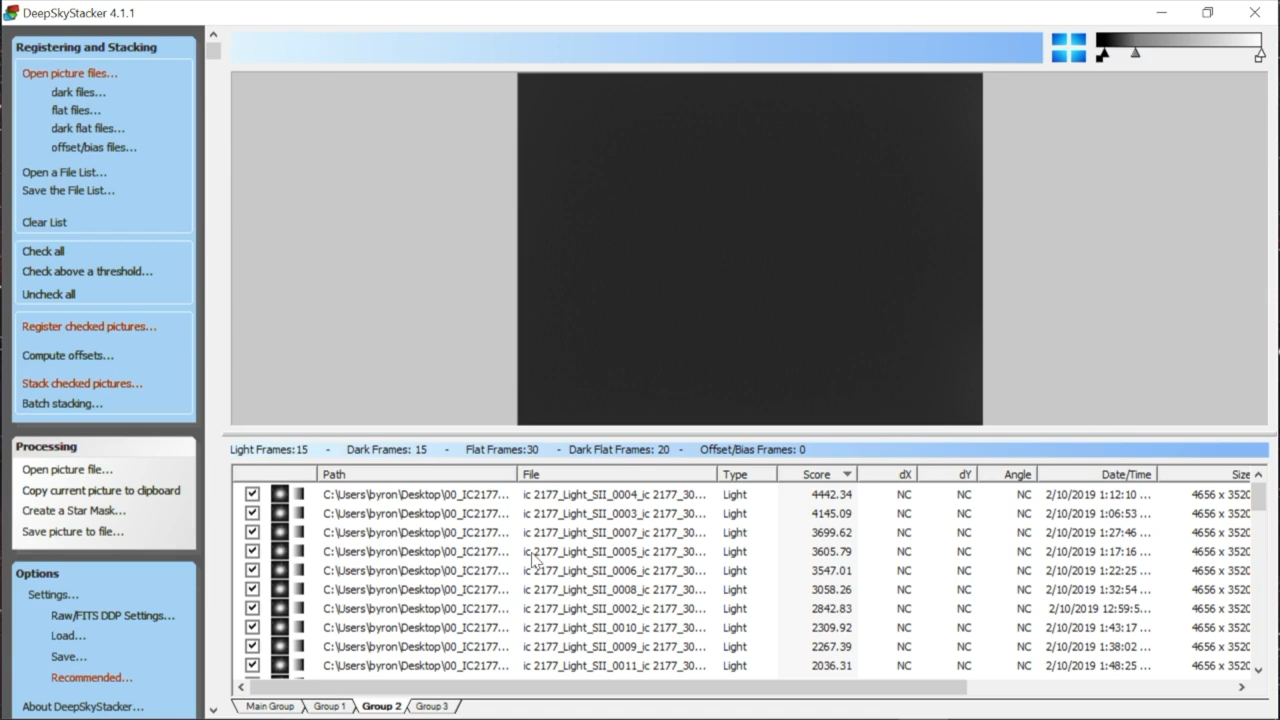 DeepSkyStacker 4.1.1
Registering and Stacking
Open picture files...
dark files...
flat files...
dark flat files...
offset/bias files...
Open a File List...
Save the File List...
Clear List
Check all
Check above a threshold...
Uncheck all
Register checked pictures...
Compute offsets...
Stack checked pictures...
Batch stacking...
Processing
Open picture file...
Copy current picture to clipboard
Create a Star Mask...
Save picture to file...
Options
Settings...
Raw/FITS DDP Settings...
Load...
Save...
Recommended...
About DeepSkyStacker...
Light Frames:15 - Dark Frames: 15 - Flat Frames:30 - Dark Flat Frames: 20 - Offset/Bias Frames: 0
Path File Type Score dX dY Angle Date/Time Size
C:\Users\byron\Desktop\00_IC2177... ic 2177_Light_SII_0004_ic 2177_30... Light 4442.34 NC NC NC 2/10/2019 1:12:10 ... 4656 x 3520
C:\Users\byron\Desktop\00_IC2177... ic 2177_Light_SII_0003_ic 2177_30... Light 4145.09 NC NC NC 2/10/2019 1:06:53 ... 4656 x 3520
C:\Users\byron\Desktop\00_IC2177... ic 2177_Light_SII_0007_ic 2177_30... Light 3699.62 NC NC NC 2/10/2019 1:27:46 ... 4656 x 3520
C:\Users\byron\Desktop\00_IC2177... ic 2177_Light_SII_0005_ic 2177_30... Light 3605.79 NC NC NC 2/10/2019 1:17:16 ... 4656 x 3520
C:\Users\byron\Desktop\00_IC2177... ic 2177_Light_SII_0006_ic 2177_30... Light 3547.01 NC NC NC 2/10/2019 1:22:25 ... 4656 x 3520
C:\Users\byron\Desktop\00_IC2177... ic 2177_Light_SII_0008_ic 2177_30... Light 3058.26 NC NC NC 2/10/2019 1:32:54 ... 4656 x 3520
C:\Users\byron\Desktop\00_IC2177... ic 2177_Light_SII_0002_ic 2177_30... Light 2842.83 NC NC NC 2/10/2019 12:59:5... 4656 x 3520
C:\Users\byron\Desktop\00_IC2177... ic 2177_Light_SII_0010_ic 2177_30... Light 2309.92 NC NC NC 2/10/2019 1:43:17 ... 4656 x 3520
C:\Users\byron\Desktop\00_IC2177... ic 2177_Light_SII_0009_ic 2177_30... Light 2267.39 NC NC NC 2/10/2019 1:38:02 ... 4656 x 3520
C:\Users\byron\Desktop\00_IC2177... ic 2177_Light_SII_0011_ic 2177_30... Light 2036.31 NC NC NC 2/10/2019 1:48:25 ... 4656 x 3520
Main Group Group 1 Group 2 Group 3